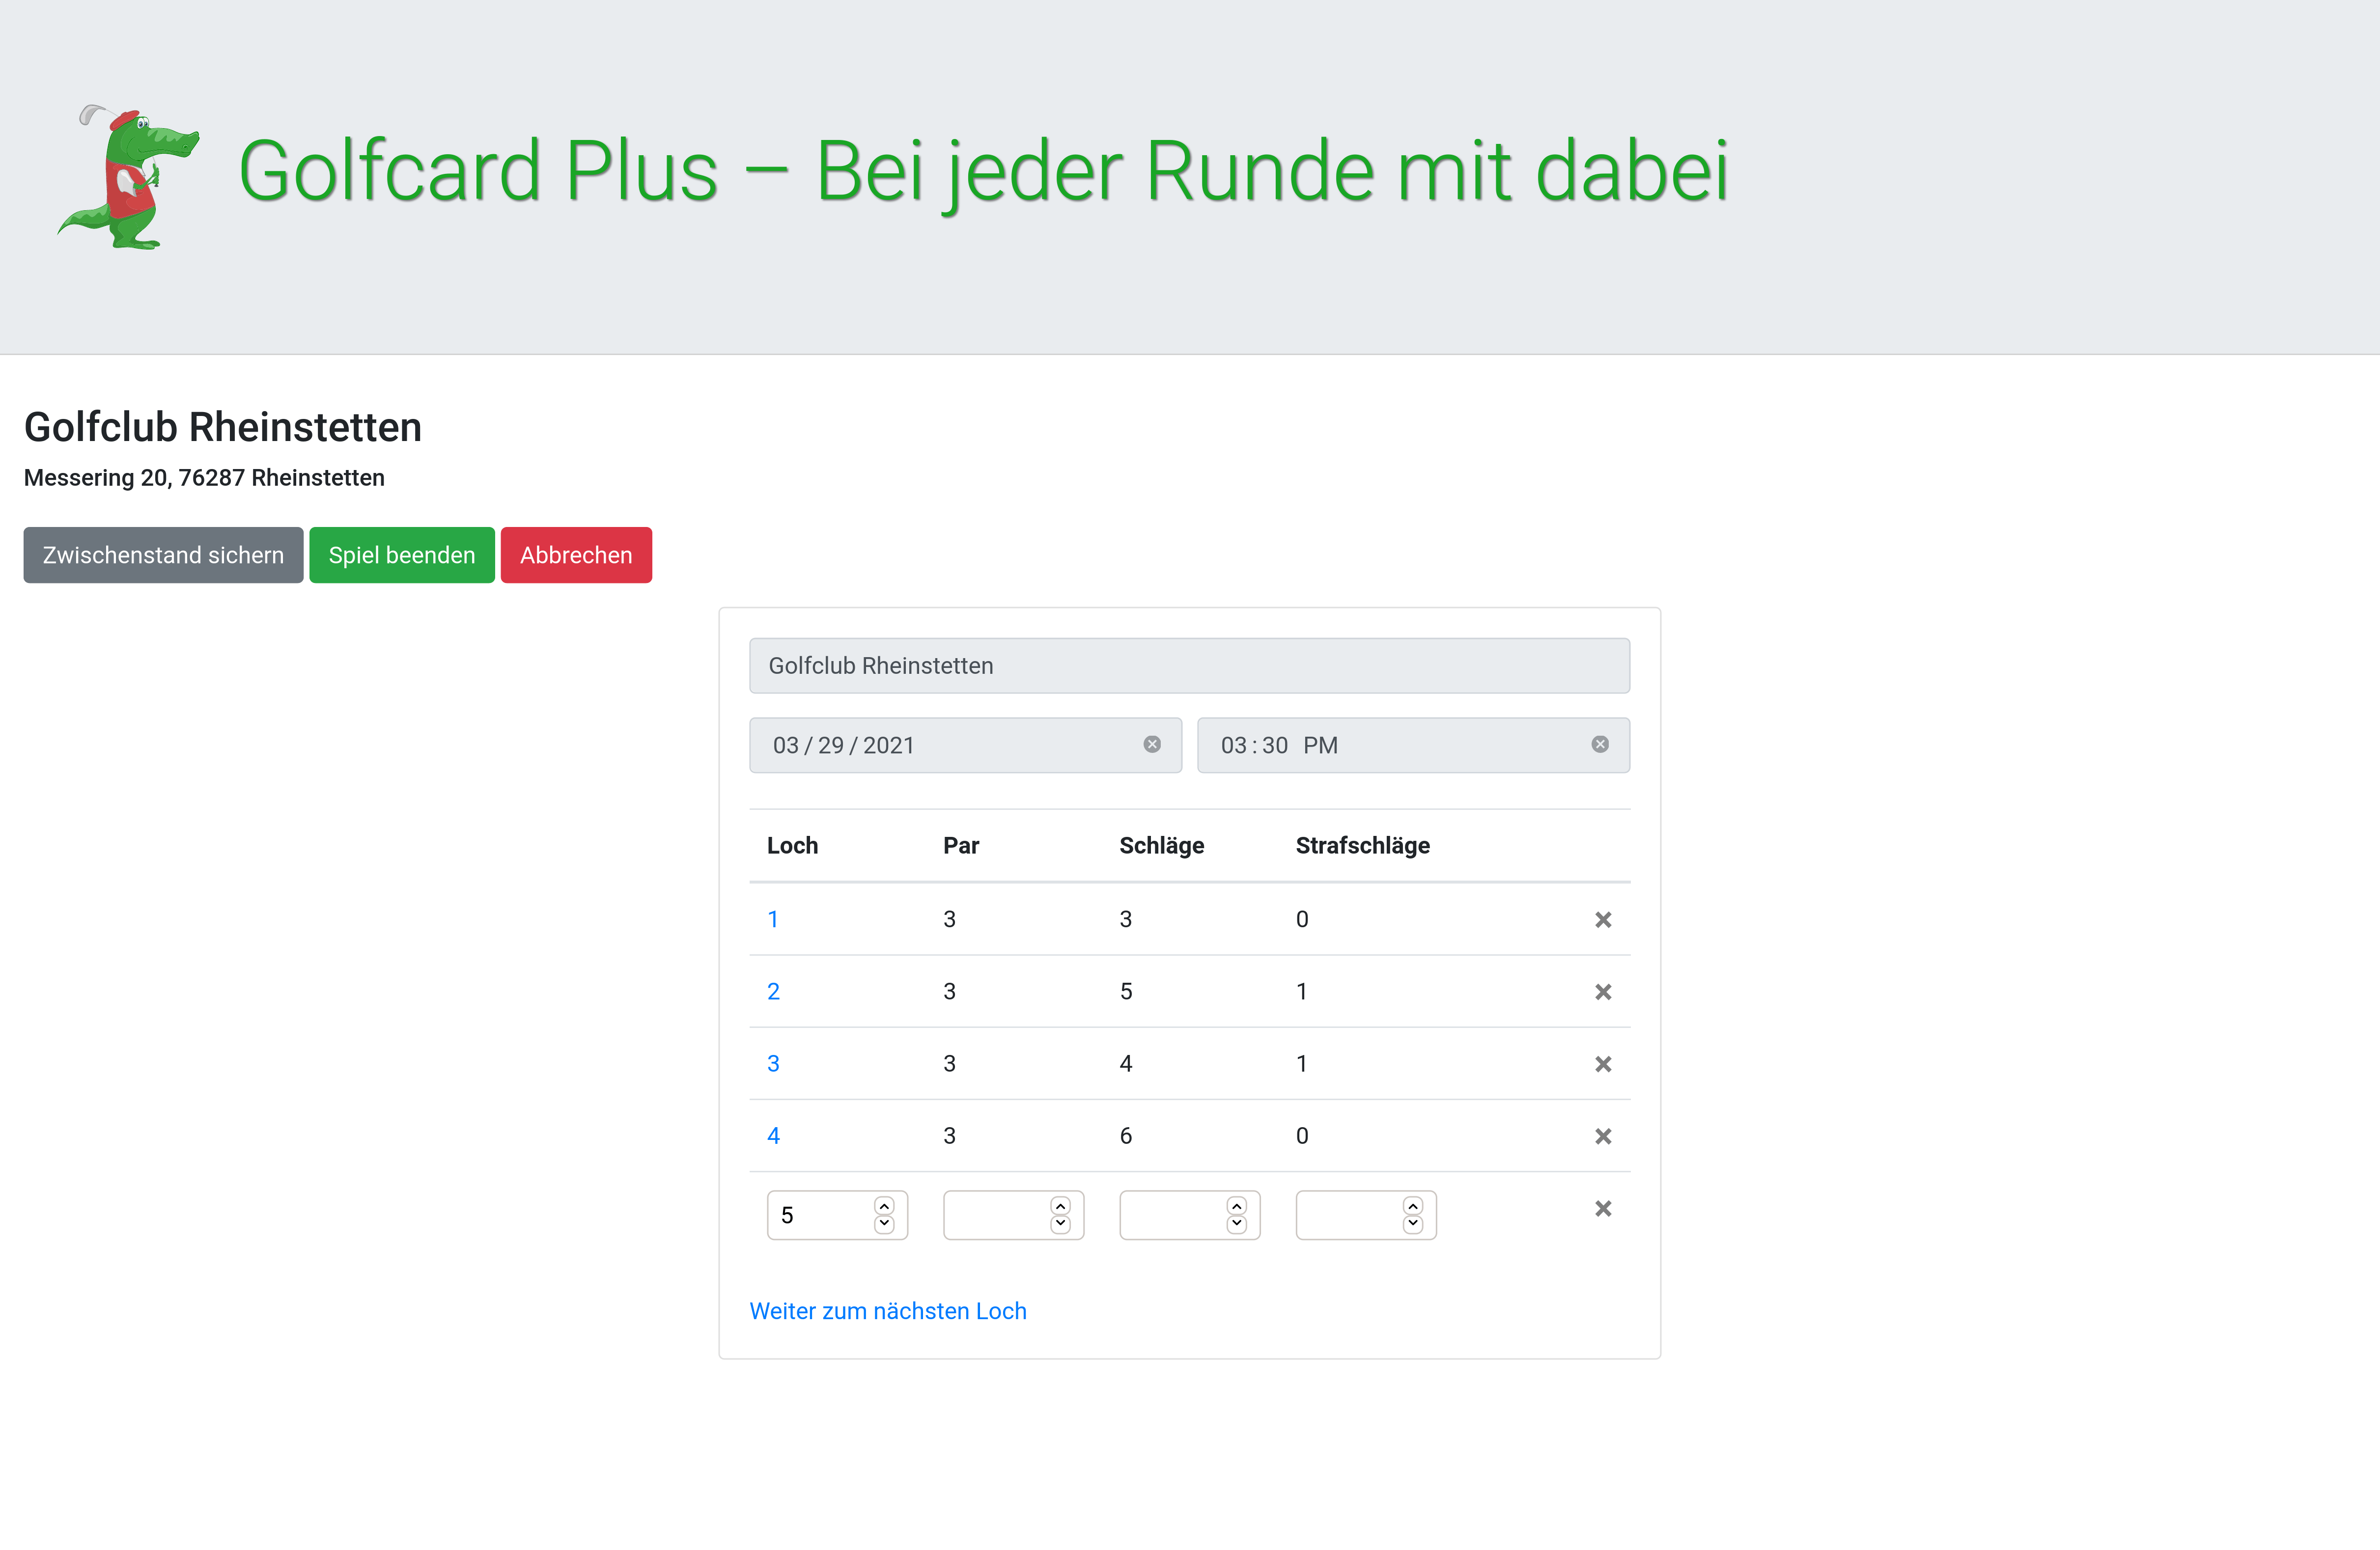 Golfcard Plus – Bei jeder Runde mit dabei
Golfclub Rheinstetten
Messering 20, 76287 Rheinstetten
Zwischenstand sichern Spiel beenden Abbrechen
Golfclub Rheinstetten
03/29/2021 03:30 PM
Loch Par Schläge Strafschläge
1 3 3 0
2 3 5 1
3 3 4 1
4 3 6 0
5
Weiter zum nächsten Loch